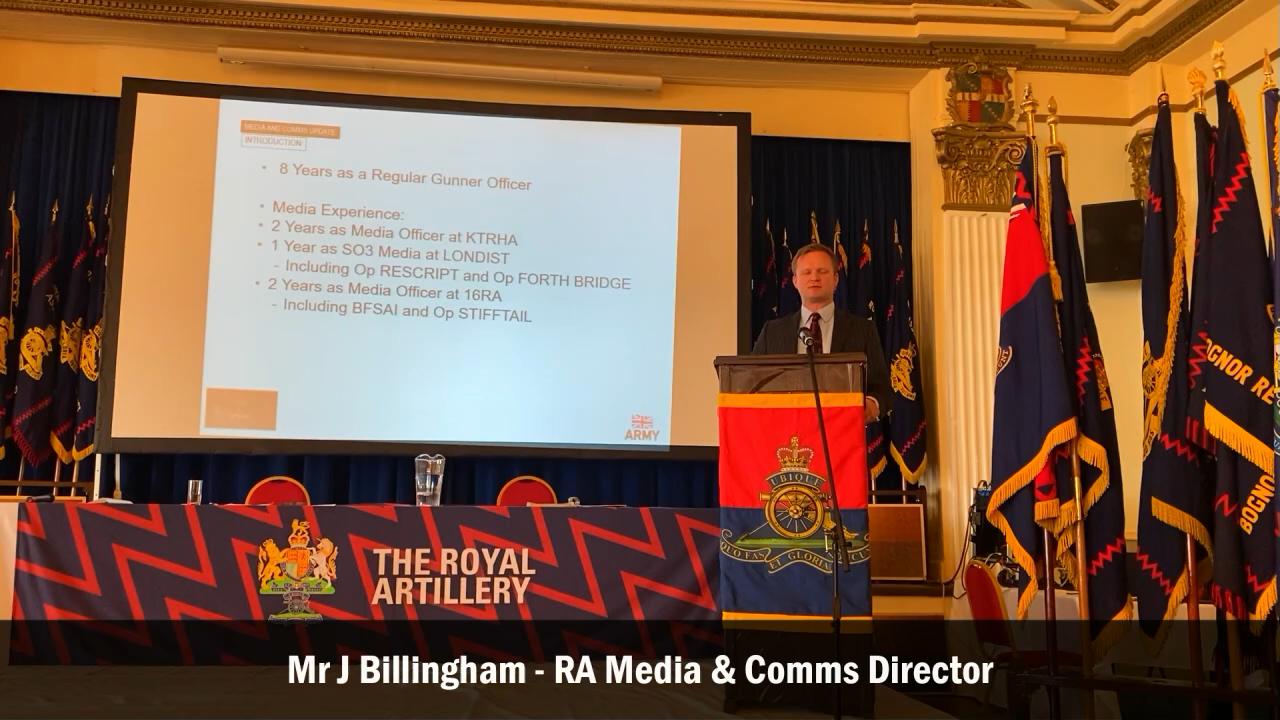 MEDIA AND COMMS UPDATE
INTRODUCTION
• 8 Years as a Regular Gunner Officer
• Media Experience:
• 2 Years as Media Officer at KTRHA
• 1 Year as SO3 Media at LONDIST
- Including Op RESCRIPT and Op FORTH BRIDGE
• 2 Years as Media Officer at 16RA
- Including BFSAI and Op STIFFTAIL
ARMY
UBIQUE
QUO FAS
ET GLORIA
THE ROYAL
ARTILLERY
OGNOR RE
BOGNO
Mr J Billingham - RA Media & Comms Director